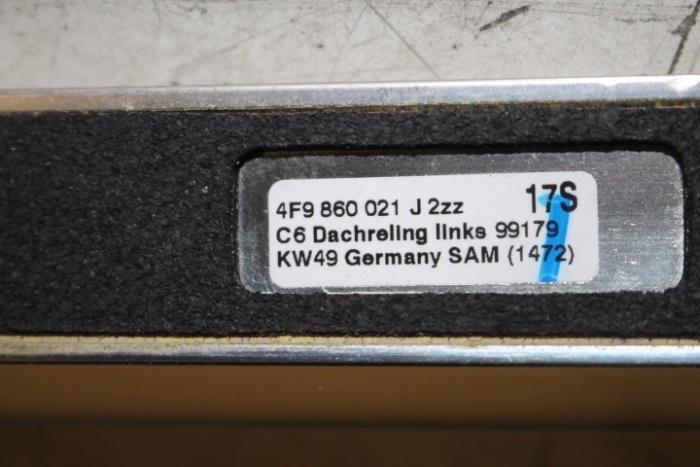 4F9 860 021 J 2zz 17S
C6 Dachreling links 99179
KW49 Germany SAM (1472)